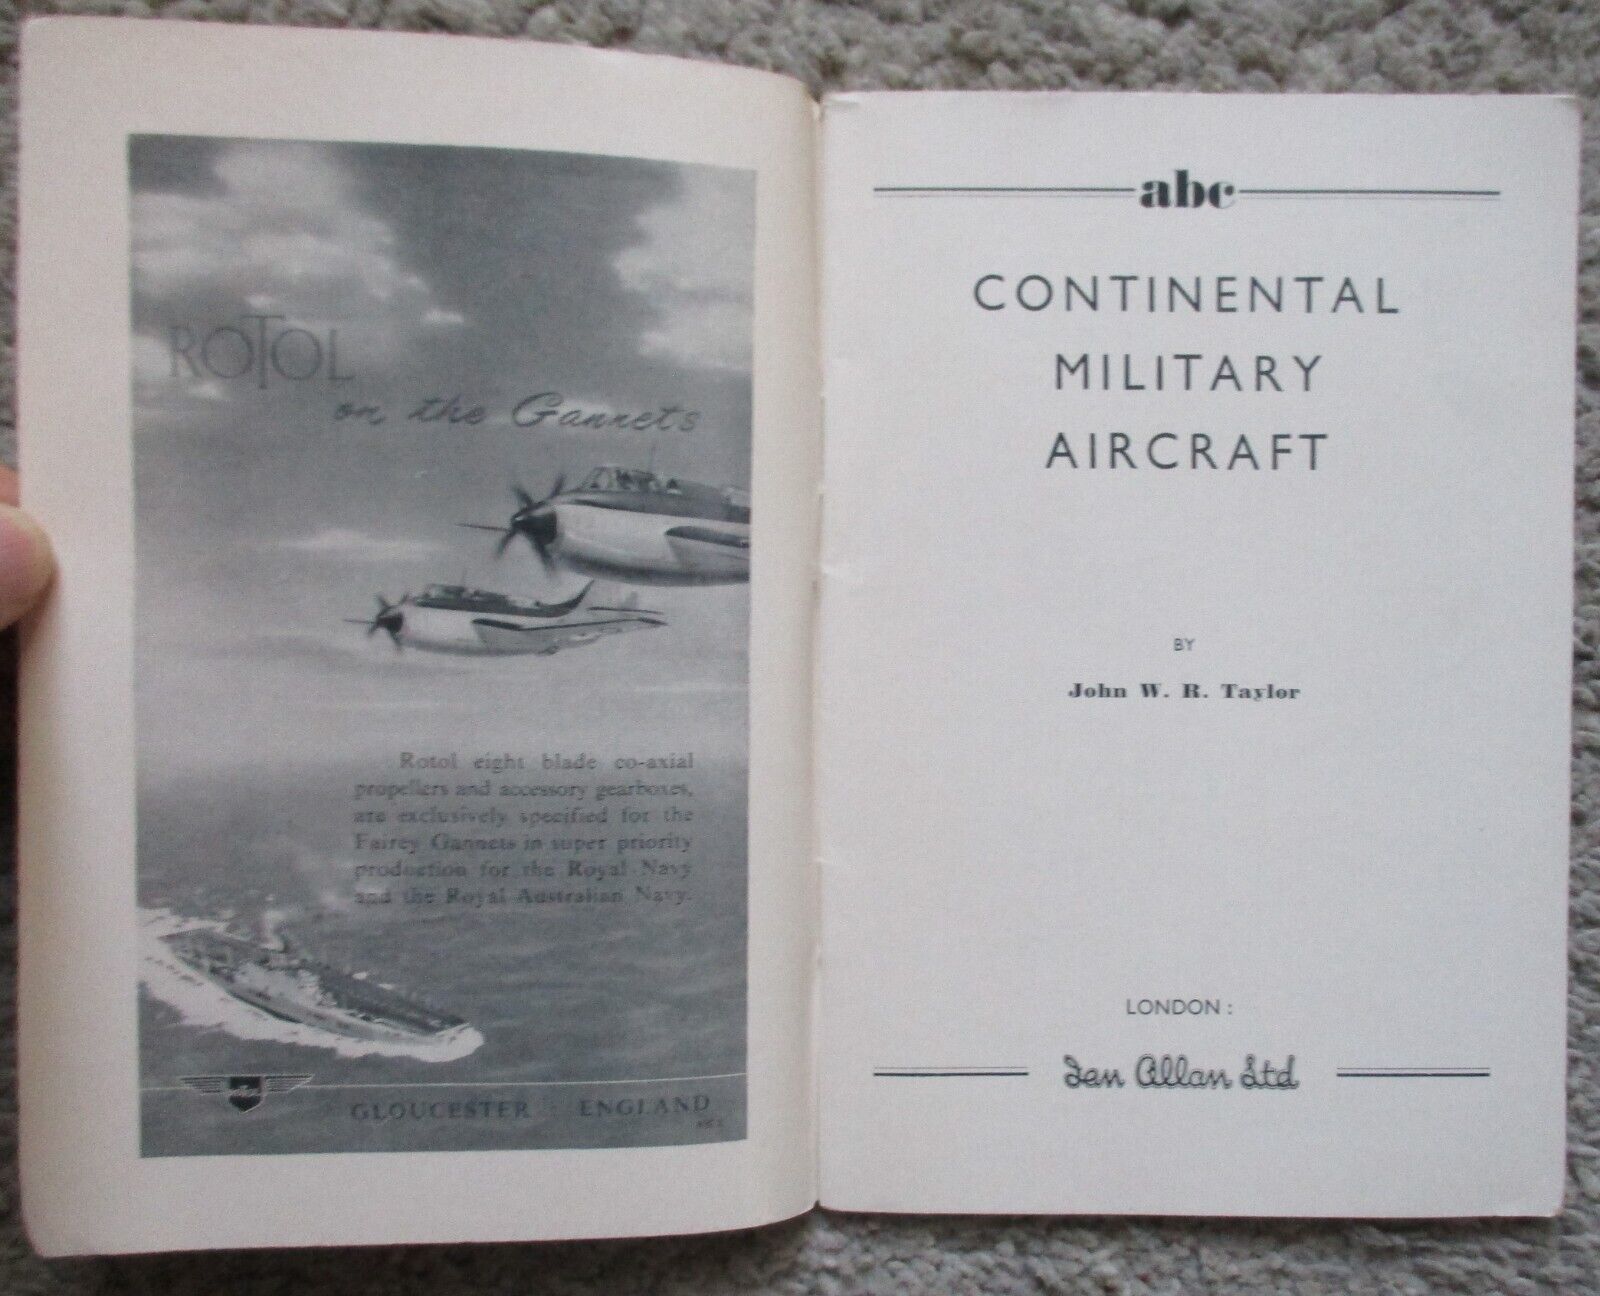 ROTOL
on the Gannets
Rotol eight blade co-axial
propellers and accessory gearboxes,
are exclusively specified for the
Fairey Gannets in super priority
production for the Royal Navy
and the Royal Australian Navy.
GLOUCESTER : ENGLAND
abc
CONTINENTAL
MILITARY
AIRCRAFT
BY
John W. R. Taylor
LONDON :
Ian Allan Ltd